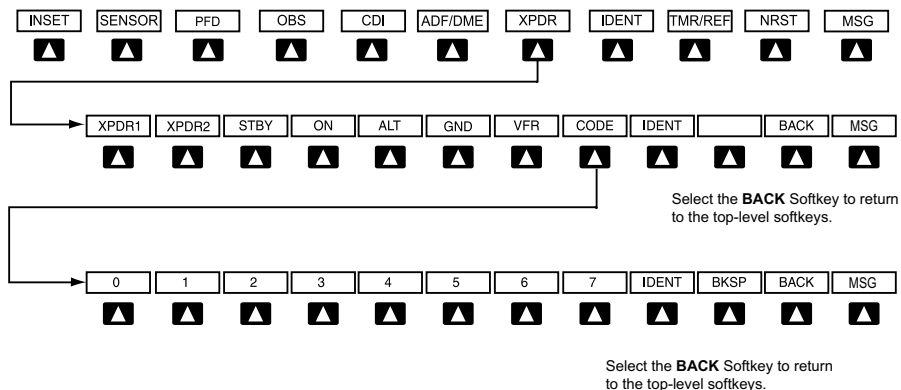 INSET SENSOR PFD OBS CDI ADF/DME XPDR IDENT TMR/REF NRST MSG
XPDR1 XPDR2 STBY ON ALT GND VFR CODE IDENT BACK MSG
Select the BACK Softkey to return
to the top-level softkeys.
0 1 2 3 4 5 6 7 IDENT BKSP BACK MSG
Select the BACK Softkey to return
to the top-level softkeys.